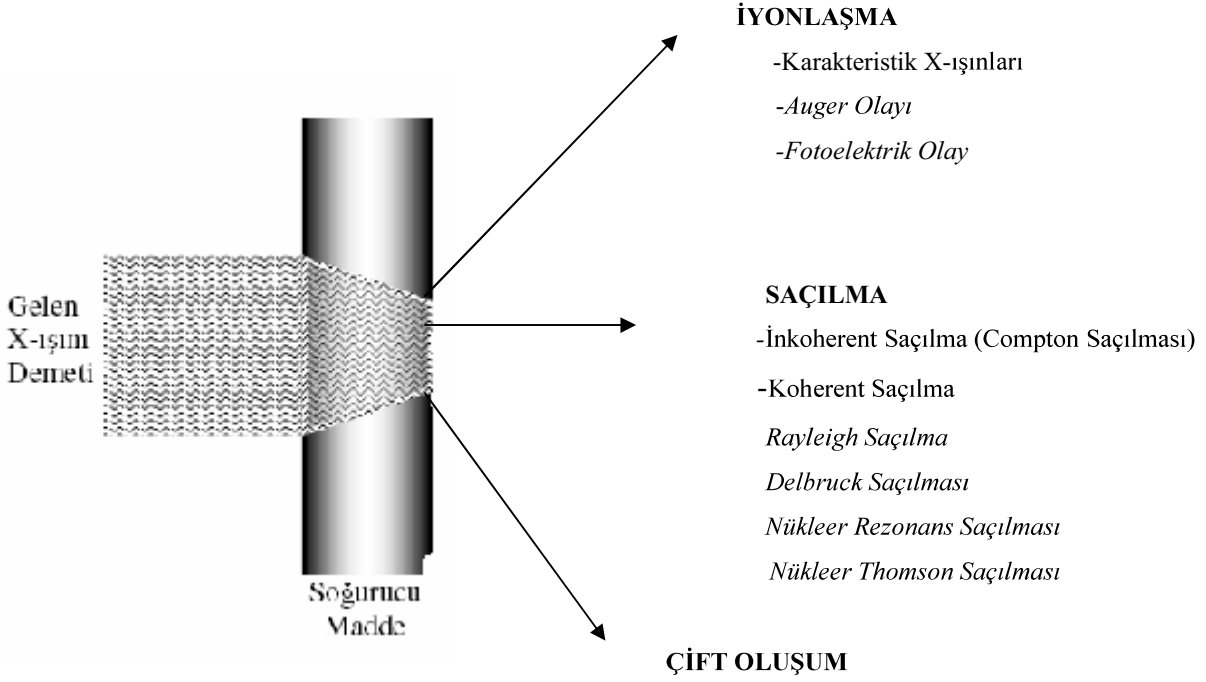 İYONLAŞMA
-Karakteristik X-ışınları
-Auger Olayı
-Fotoelektrik Olay
Gelen
X-ışın
Demeti
SAÇILMA
-İnkoherent Saçılma (Compton Saçılması)
-Koherent Saçılma
Rayleigh Saçılma
Delbruck Saçılması
Nükleer Rezonans Saçılması
Nükleer Thomson Saçılması
Soğurucu
Madde
ÇİFT OLUŞUM